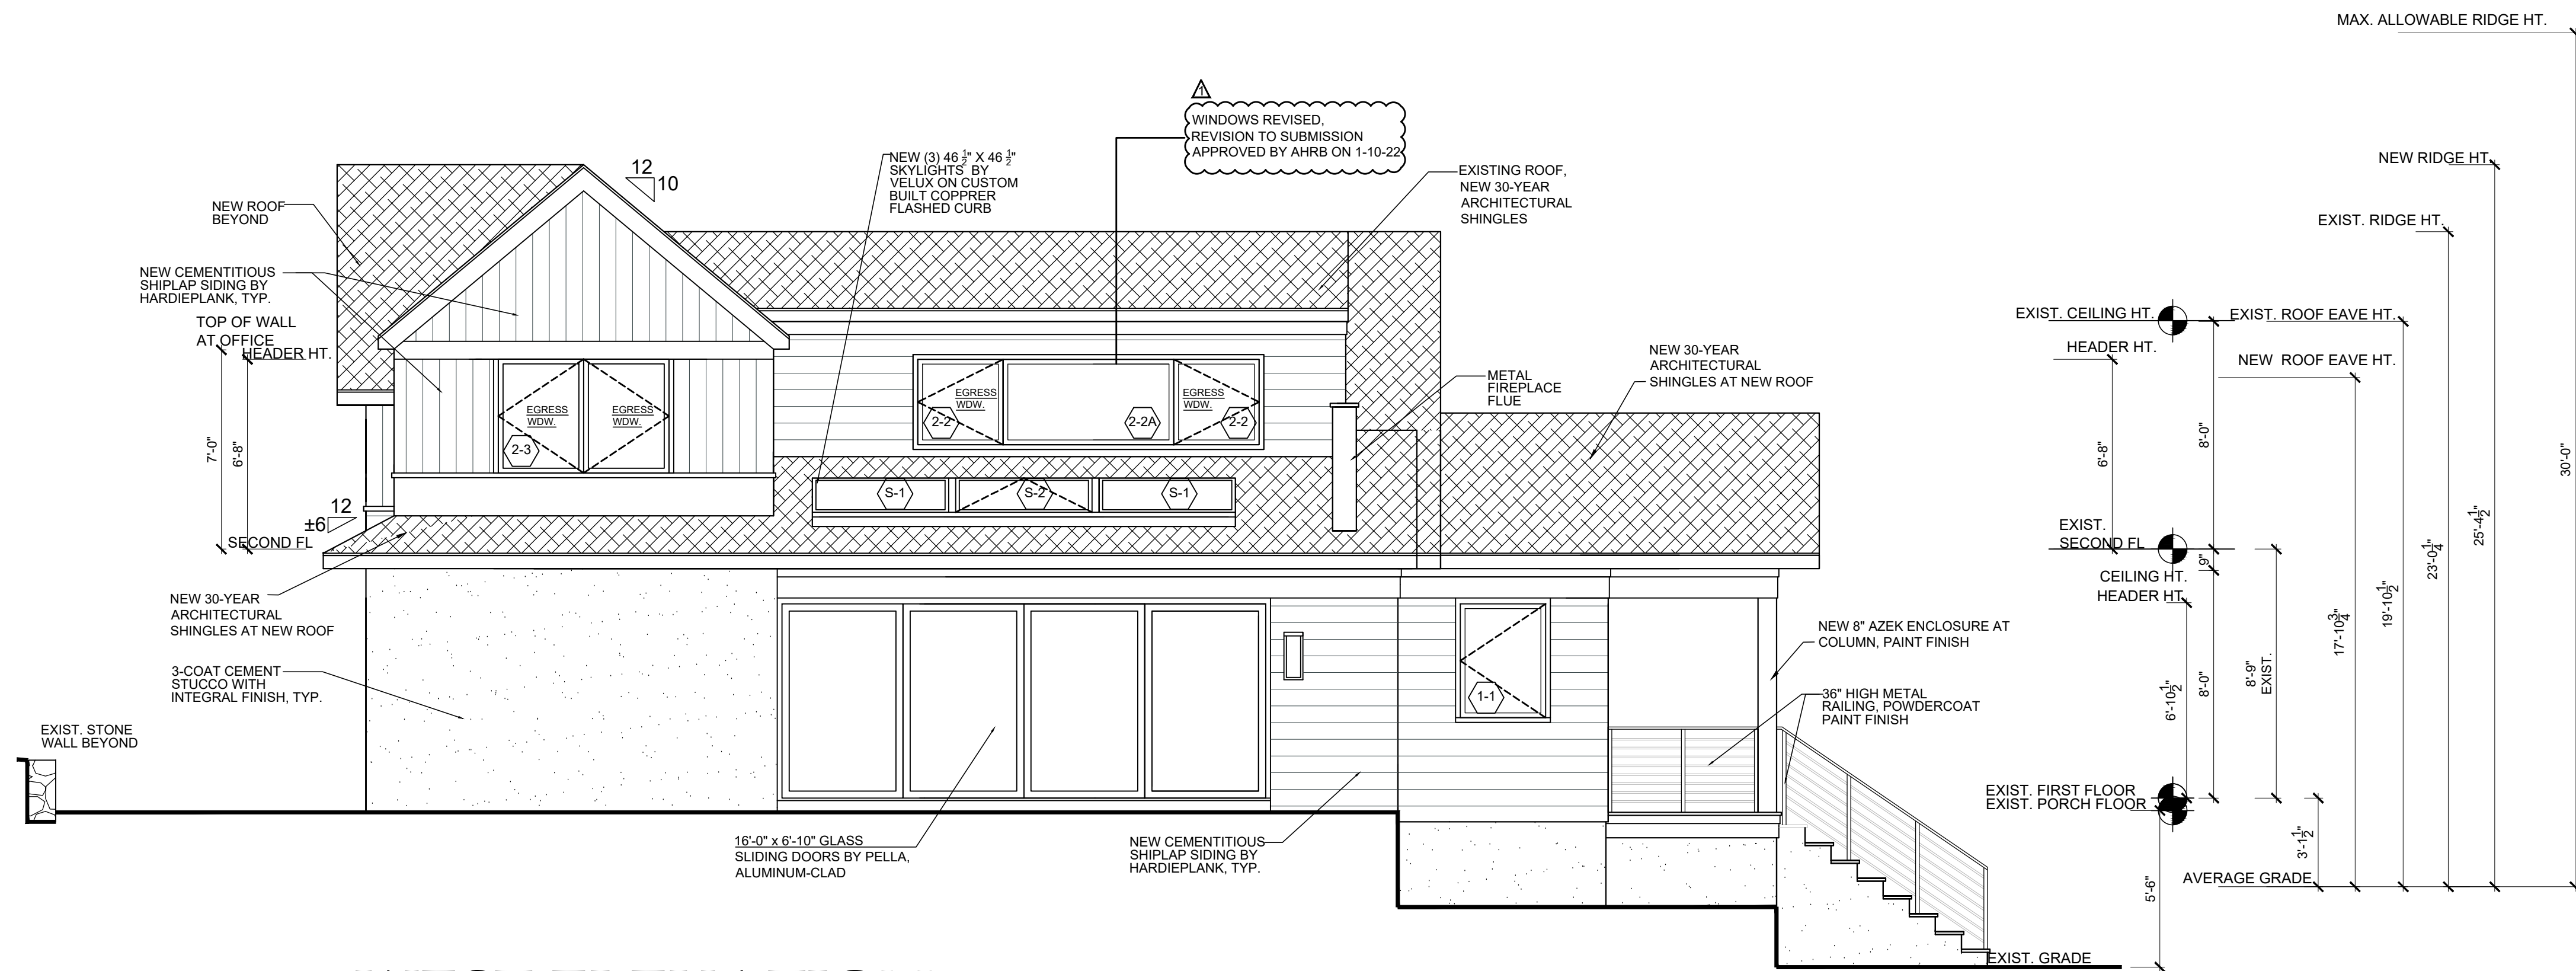 MAX. ALLOWABLE RIDGE HT.
1
WINDOWS REVISED,
REVISION TO SUBMISSION
APPROVED BY AHRB ON 1-10-22
NEW (3) 46 1/2" X 46 1/2"
SKYLIGHTS BY
VELUX ON CUSTOM
BUILT COPPRER
FLASHED CURB
EXISTING ROOF,
NEW 30-YEAR
ARCHITECTURAL
SHINGLES
NEW RIDGE HT.
EXIST. RIDGE HT.
12
10
NEW ROOF
BEYOND
NEW CEMENTITIOUS
SHIPLAP SIDING BY
HARDIEPLANK, TYP.
TOP OF WALL
AT OFFICE
HEADER HT.
7'-0"
6'-8"
12
±6
SECOND FL
EGRESS
WDW.
EGRESS
WDW.
2-3
EGRESS
WDW.
2-2
2-2A
EGRESS
WDW.
2-2
S-1
S-2
S-1
METAL
FIREPLACE
FLUE
NEW 30-YEAR
ARCHITECTURAL
SHINGLES AT NEW ROOF
EXIST. CEILING HT.
EXIST. ROOF EAVE HT.
HEADER HT.
NEW ROOF EAVE HT.
6'-8"
8'-0"
30'-0"
EXIST.
SECOND FL
9"
CEILING HT.
HEADER HT.
25'-4 1/2"
23'-0 1/4"
19'-10 1/2"
17'-10 3/4"
8'-9"
EXIST.
8'-0"
6'-10 1/2"
NEW 30-YEAR
ARCHITECTURAL
SHINGLES AT NEW ROOF
3-COAT CEMENT
STUCCO WITH
INTEGRAL FINISH, TYP.
EXIST. STONE
WALL BEYOND
1-1
NEW 8" AZEK ENCLOSURE AT
COLUMN, PAINT FINISH
36" HIGH METAL
RAILING, POWDERCOAT
PAINT FINISH
EXIST. FIRST FLOOR
EXIST. PORCH FLOOR
3'-1 1/2"
AVERAGE GRADE
5'-6"
16'-0" x 6'-10" GLASS
SLIDING DOORS BY PELLA,
ALUMINUM-CLAD
NEW CEMENTITIOUS
SHIPLAP SIDING BY
HARDIEPLANK, TYP.
EXIST. GRADE